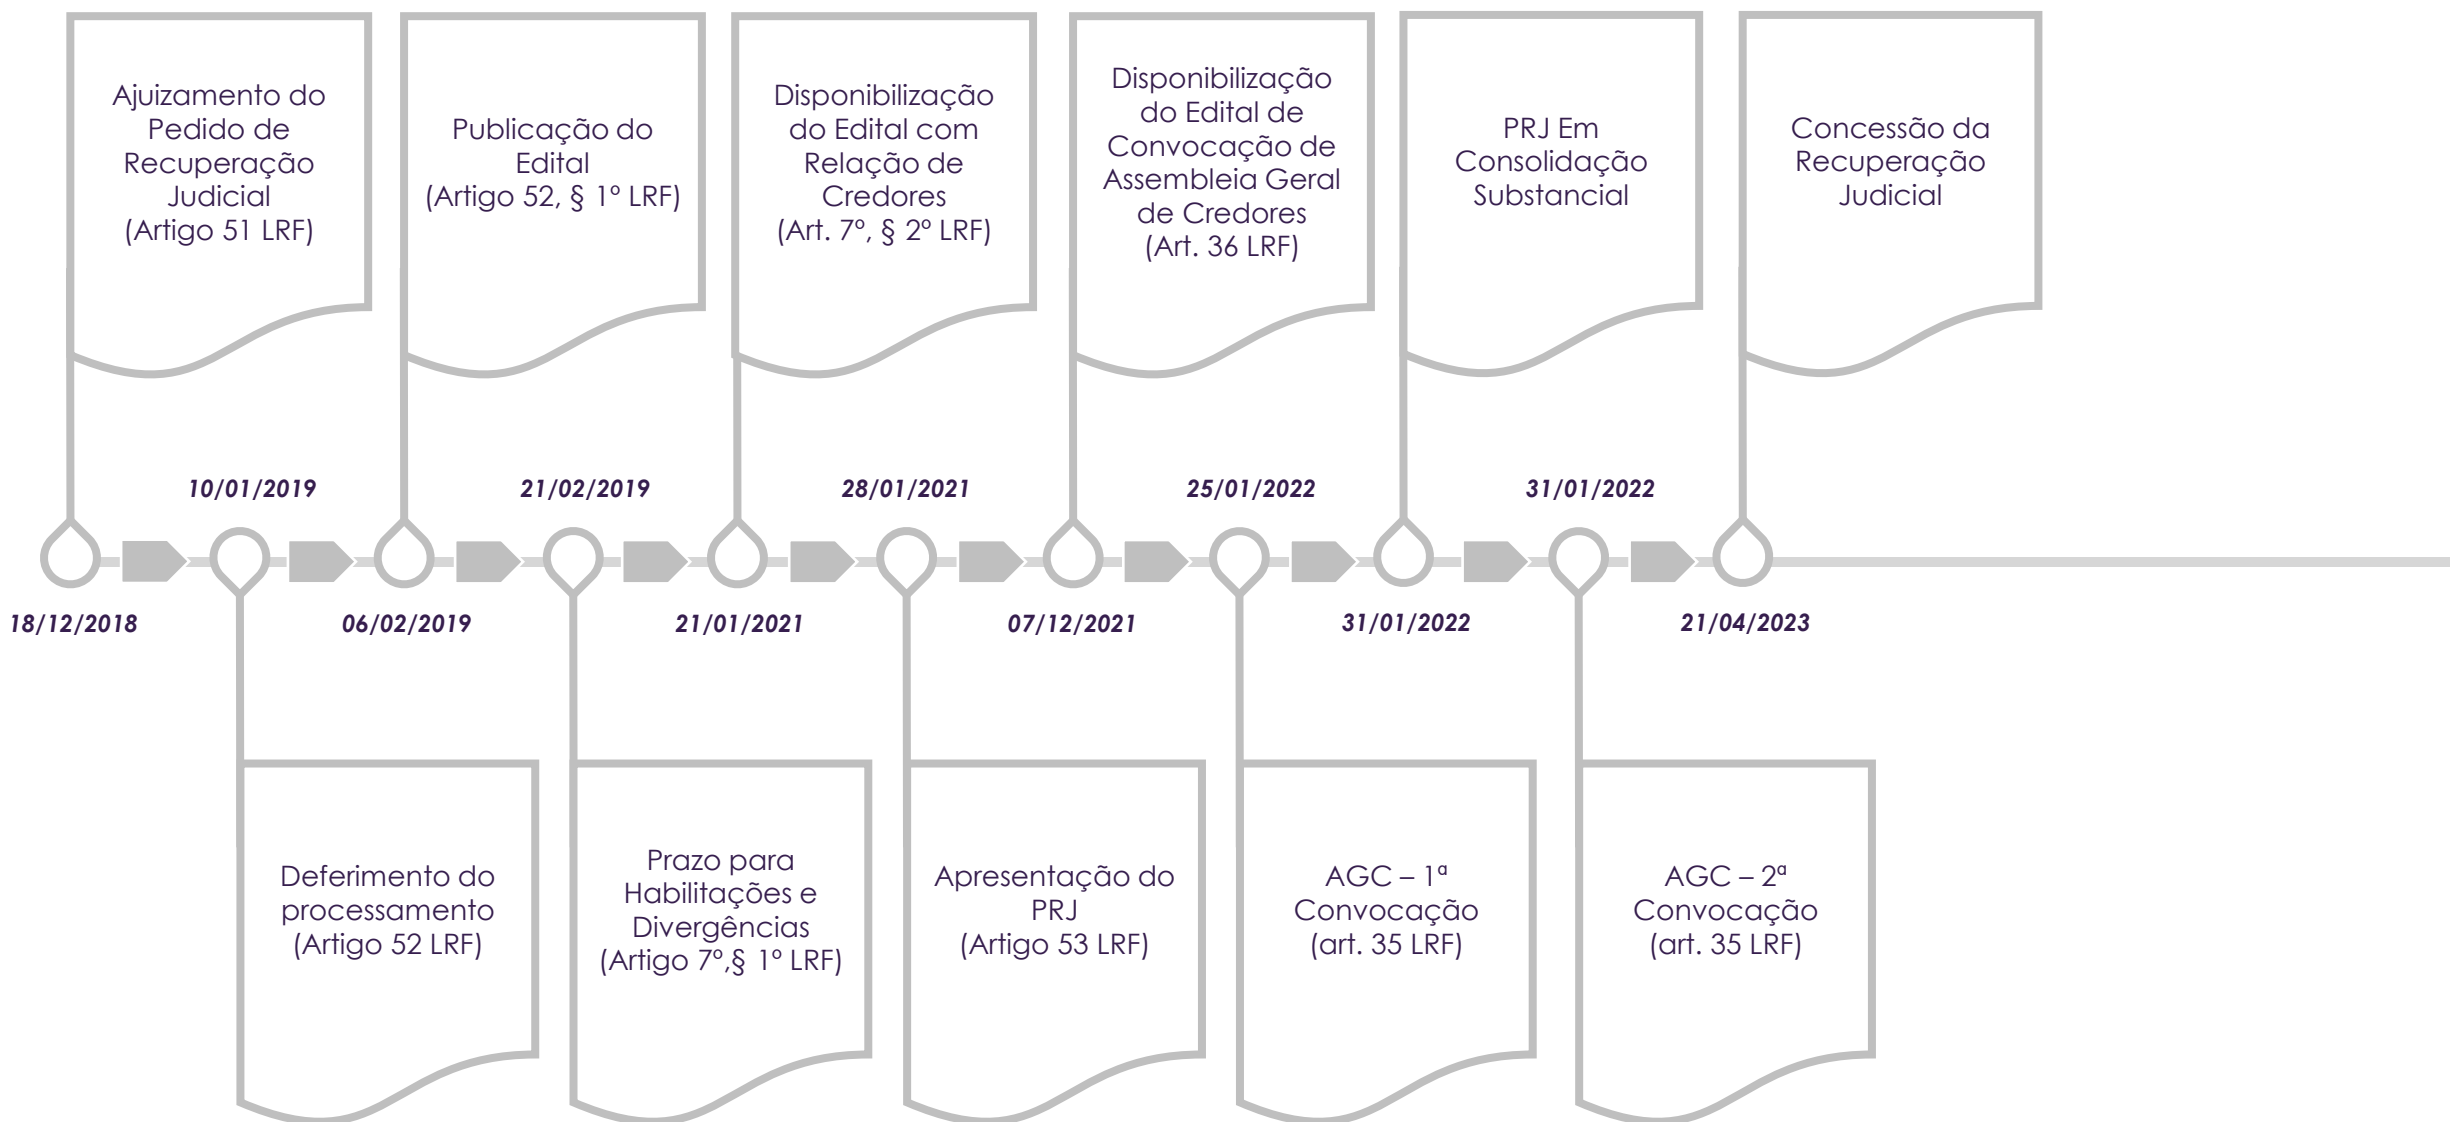 Ajuizamento do
Pedido de
Recuperação
Judicial
(Artigo 51 LRF)
Publicação do
Edital
(Artigo 52, § 1º LRF)
Disponibilização
do Edital com
Relação de
Credores
(Art. 7º, § 2º LRF)
Disponibilização
do Edital de
Convocação de
Assembleia Geral
de Credores
(Art. 36 LRF)
PRJ Em
Consolidação
Substancial
Concessão da
Recuperação
Judicial
10/01/2019
21/02/2019
28/01/2021
25/01/2022
31/01/2022
18/12/2018
06/02/2019
21/01/2021
07/12/2021
31/01/2022
21/04/2023
Deferimento do
processamento
(Artigo 52 LRF)
Prazo para
Habilitações e
Divergências
(Artigo 7º,§ 1º LRF)
Apresentação do
PRJ
(Artigo 53 LRF)
AGC – 1ª
Convocação
(art. 35 LRF)
AGC – 2ª
Convocação
(art. 35 LRF)